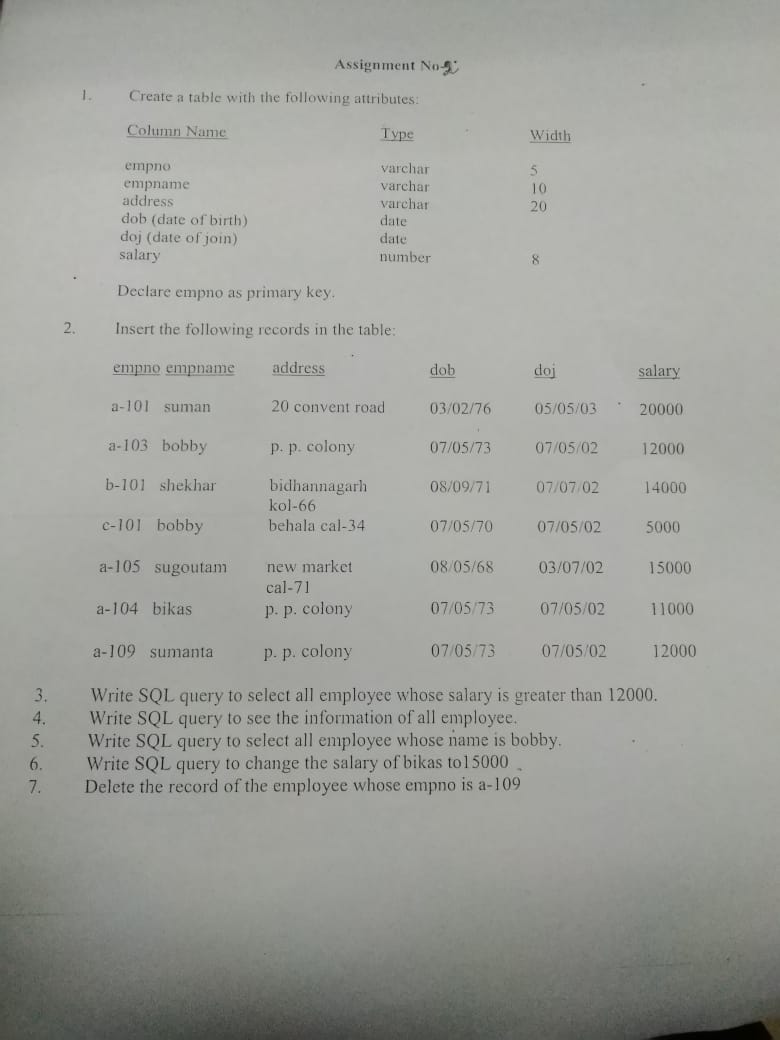 Assignment No-2
1. Create a table with the following attributes:
Column Name Type Width
empno varchar 5
empname varchar 10
address varchar 20
dob (date of birth) date
doj (date of join) date
salary number 8
Declare empno as primary key.
2. Insert the following records in the table:
empno empname address dob doj salary
a-101 suman 20 convent road 03/02/76 05/05/03 20000
a-103 bobby p. p. colony 07/05/73 07/05/02 12000
b-101 shekhar bidhannagarh 08/09/71 07/07/02 14000
kol-66
c-101 bobby behala cal-34 07/05/70 07/05/02 5000
a-105 sugoutam new market 08/05/68 03/07/02 15000
cal-71
a-104 bikas p. p. colony 07/05/73 07/05/02 11000
a-109 sumanta p. p. colony 07/05/73 07/05/02 12000
3. Write SQL query to select all employee whose salary is greater than 12000.
4. Write SQL query to see the information of all employee.
5. Write SQL query to select all employee whose name is bobby.
6. Write SQL query to change the salary of bikas to15000
7. Delete the record of the employee whose empno is a-109